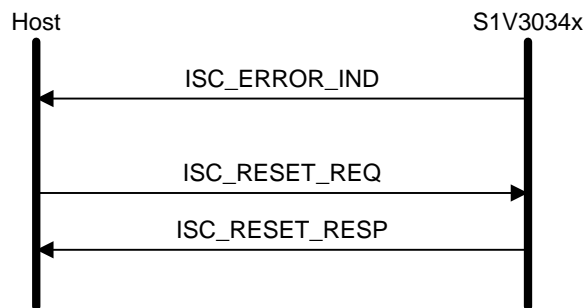 Host
S1V3034x
ISC_ERROR_IND
ISC_RESET_REQ
ISC_RESET_RESP